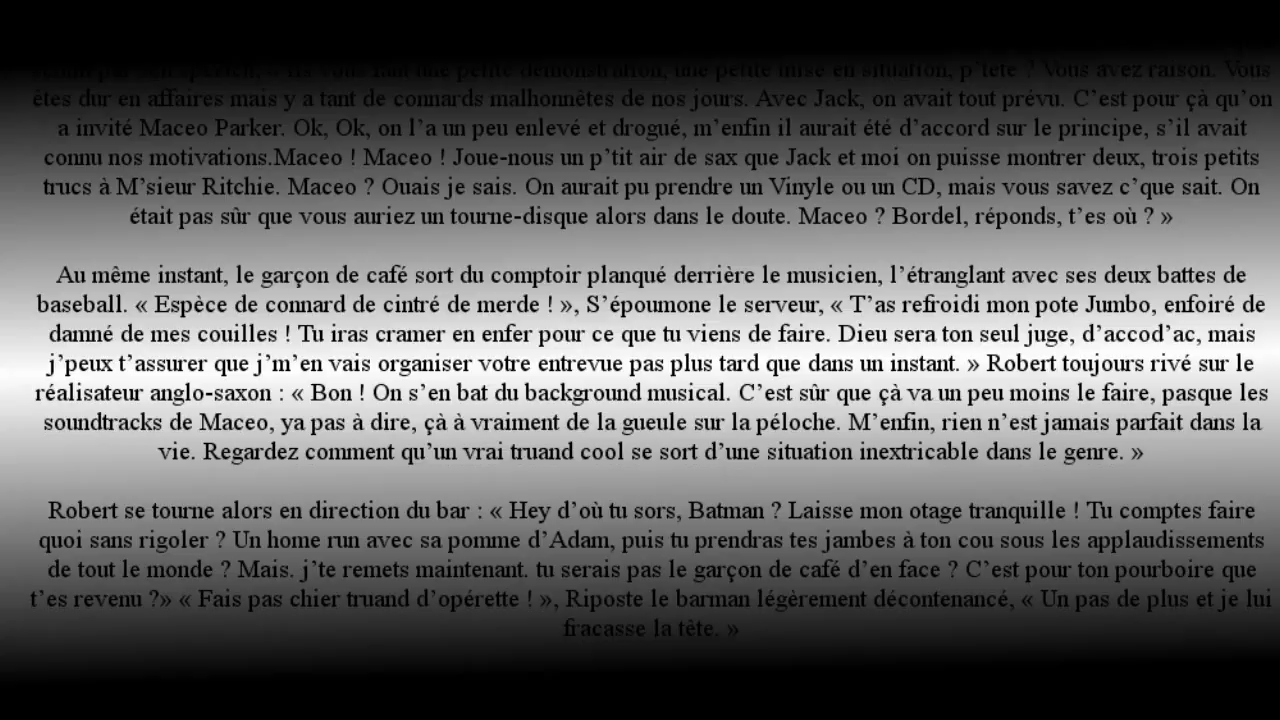 une petite démonstration, une petite mise en situation, p’tete ? Vous avez raison. Vous
êtes dur en affaires mais y a tant de connards malhonnêtes de nos jours. Avec Jack, on avait tout prévu. C’est pour çà qu’on
a invité Maceo Parker. Ok, Ok, on l’a un peu enlevé et drogué, m’enfin il aurait été d’accord sur le principe, s’il avait
connu nos motivations.Maceo ! Maceo ! Joue-nous un p’tit air de sax que Jack et moi on puisse montrer deux, trois petits
trucs à M’sieur Ritchie. Maceo ? Ouais je sais. On aurait pu prendre un Vinyle ou un CD, mais vous savez c’que sait. On
était pas sûr que vous auriez un tourne-disque alors dans le doute. Maceo ? Bordel, réponds, t’es où ? »
Au même instant, le garçon de café sort du comptoir planqué derrière le musicien, l’étranglant avec ses deux battes de
baseball. « Espèce de connard de cintré de merde ! », S’époumone le serveur, « T’as refroidi mon pote Jumbo, enfoiré de
damné de mes couilles ! Tu iras cramer en enfer pour ce que tu viens de faire. Dieu sera ton seul juge, d’accod’ac, mais
j’peux t’assurer que j’m’en vais organiser votre entrevue pas plus tard que dans un instant. » Robert toujours rivé sur le
réalisateur anglo-saxon : « Bon ! On s’en bat du background musical. C’est sûr que çà va un peu moins le faire, pasque les
soundtracks de Maceo, ya pas à dire, çà à vraiment de la gueule sur la péloche. M’enfin, rien n’est jamais parfait dans la
vie. Regardez comment qu’un vrai truand cool se sort d’une situation inextricable dans le genre. »
Robert se tourne alors en direction du bar : « Hey d’où tu sors, Batman ? Laisse mon otage tranquille ! Tu comptes faire
quoi sans rigoler ? Un home run avec sa pomme d’Adam, puis tu prendras tes jambes à ton cou sous les applaudissements
de tout le monde ? Mais. j’te remets maintenant. tu serais pas le garçon de café d’en face ? C’est pour ton pourboire que
t’es revenu ?» « Fais pas chier truand d’opérette ! », Riposte le barman légèrement décontenancé, « Un pas de plus et je lui
fracasse la tête. »